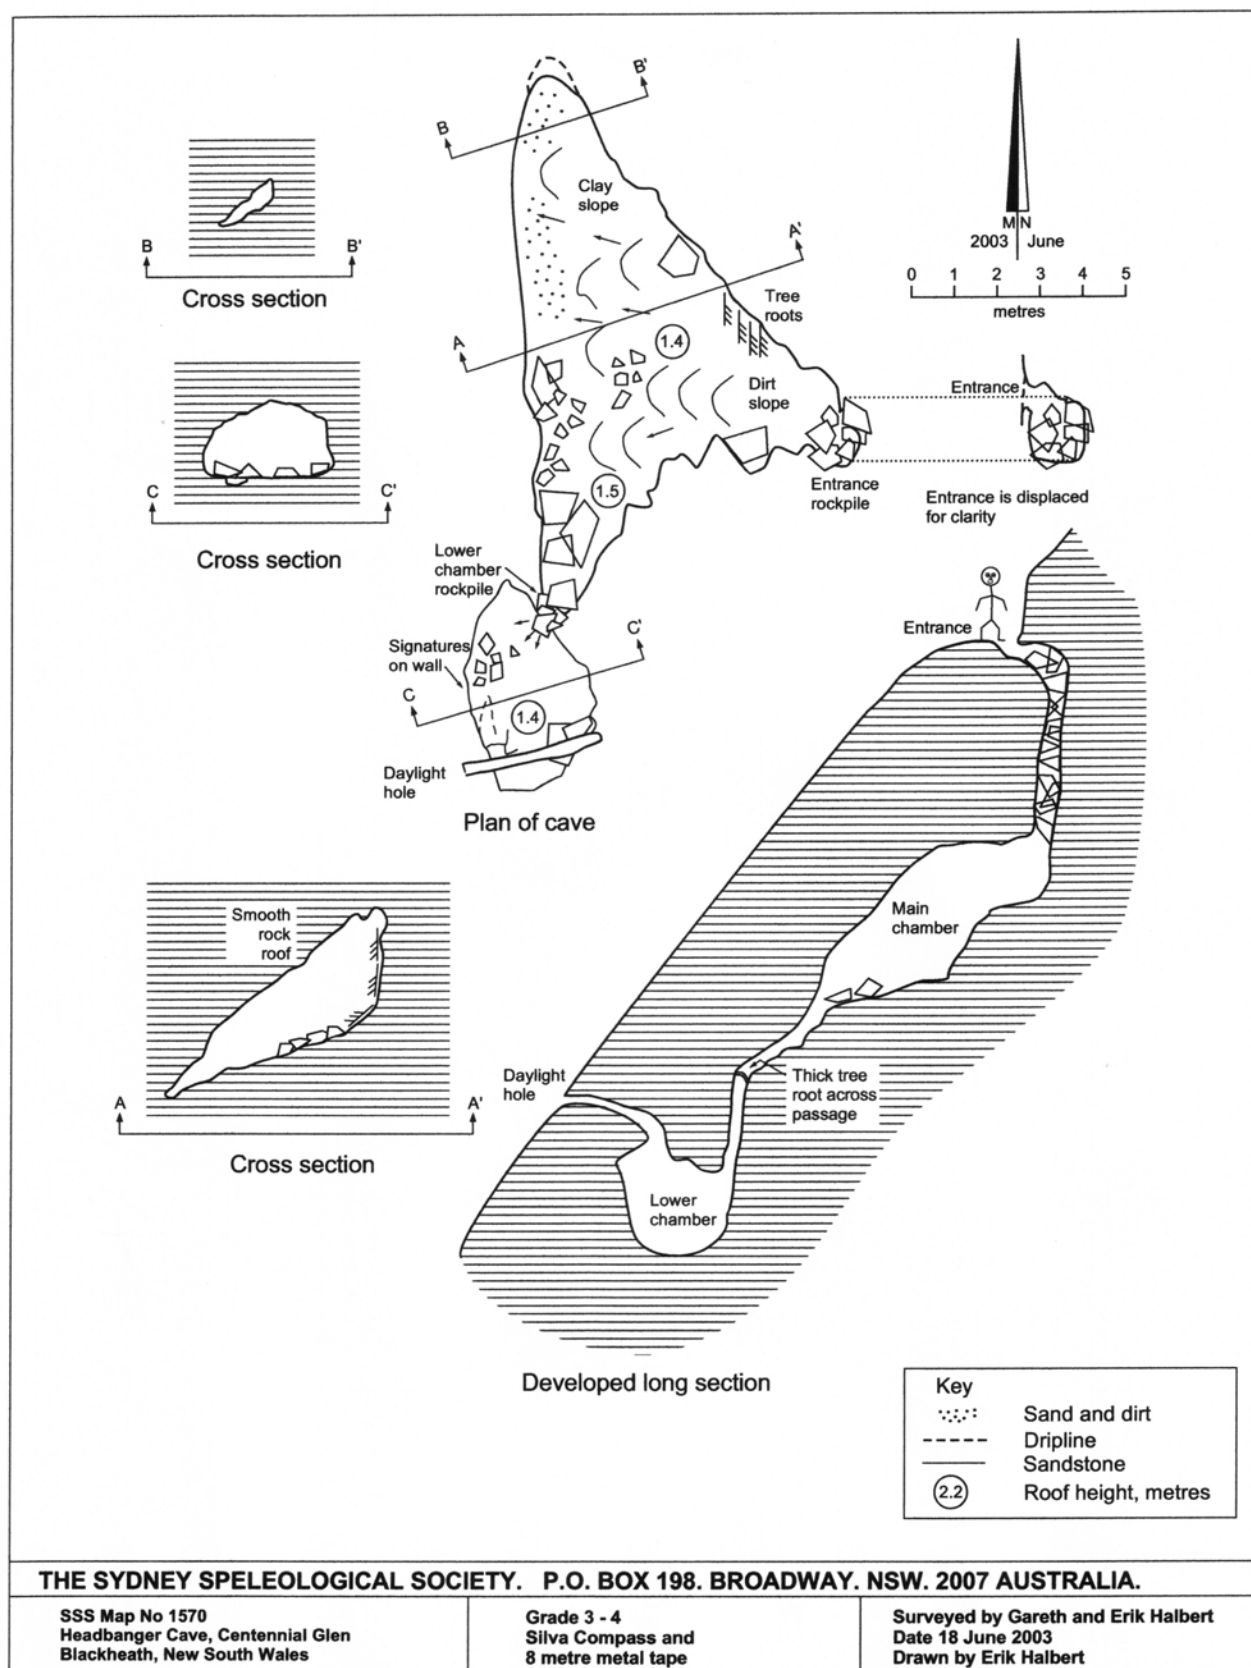 B
B'
Clay
slope
B
B'
Cross section
M N
2003 June
0 1 2 3 4 5
metres
A'
Tree
roots
A
1.4
Dirt
slope
Entrance
C
C'
Cross section
1.5
Entrance
rockpile
Entrance is displaced
for clarity
Lower
chamber
rockpile
Signatures
on wall
C'
C
1.4
Daylight
hole
Plan of cave
Entrance
Main
chamber
Smooth
rock
roof
A
A'
Cross section
Daylight
hole
Thick tree
root across
passage
Lower
chamber
Developed long section
Key
Sand and dirt
Dripline
Sandstone
2.2 Roof height, metres
THE SYDNEY SPELEOLOGICAL SOCIETY. P.O. BOX 198. BROADWAY. NSW. 2007 AUSTRALIA.
SSS Map No 1570
Headbanger Cave, Centennial Glen
Blackheath, New South Wales
Grade 3 - 4
Silva Compass and
8 metre metal tape
Surveyed by Gareth and Erik Halbert
Date 18 June 2003
Drawn by Erik Halbert